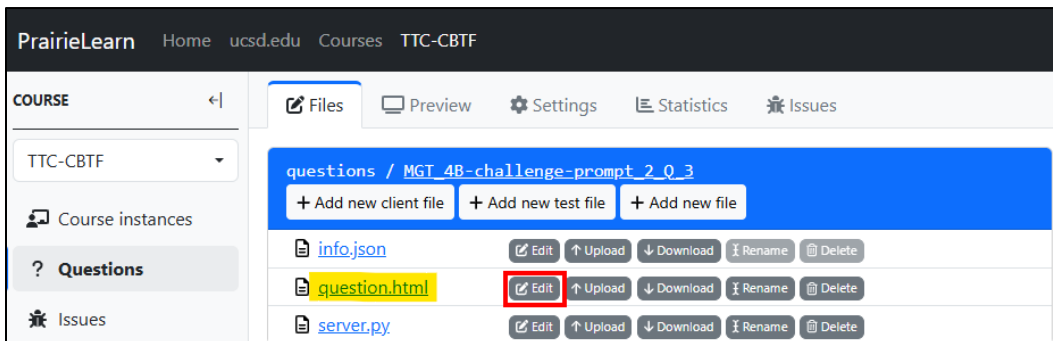 PrairieLearn Home ucsd.edu Courses TTC-CBTF
COURSE
Files Preview Settings Statistics Issues
TTC-CBTF
questions / MGT_4B-challenge-prompt_2_Q_3
+ Add new client file + Add new test file + Add new file
Course instances
info.json Edit Upload Download Rename Delete
? Questions
question.html Edit Upload Download Rename Delete
Issues
server.py Edit Upload Download Rename Delete